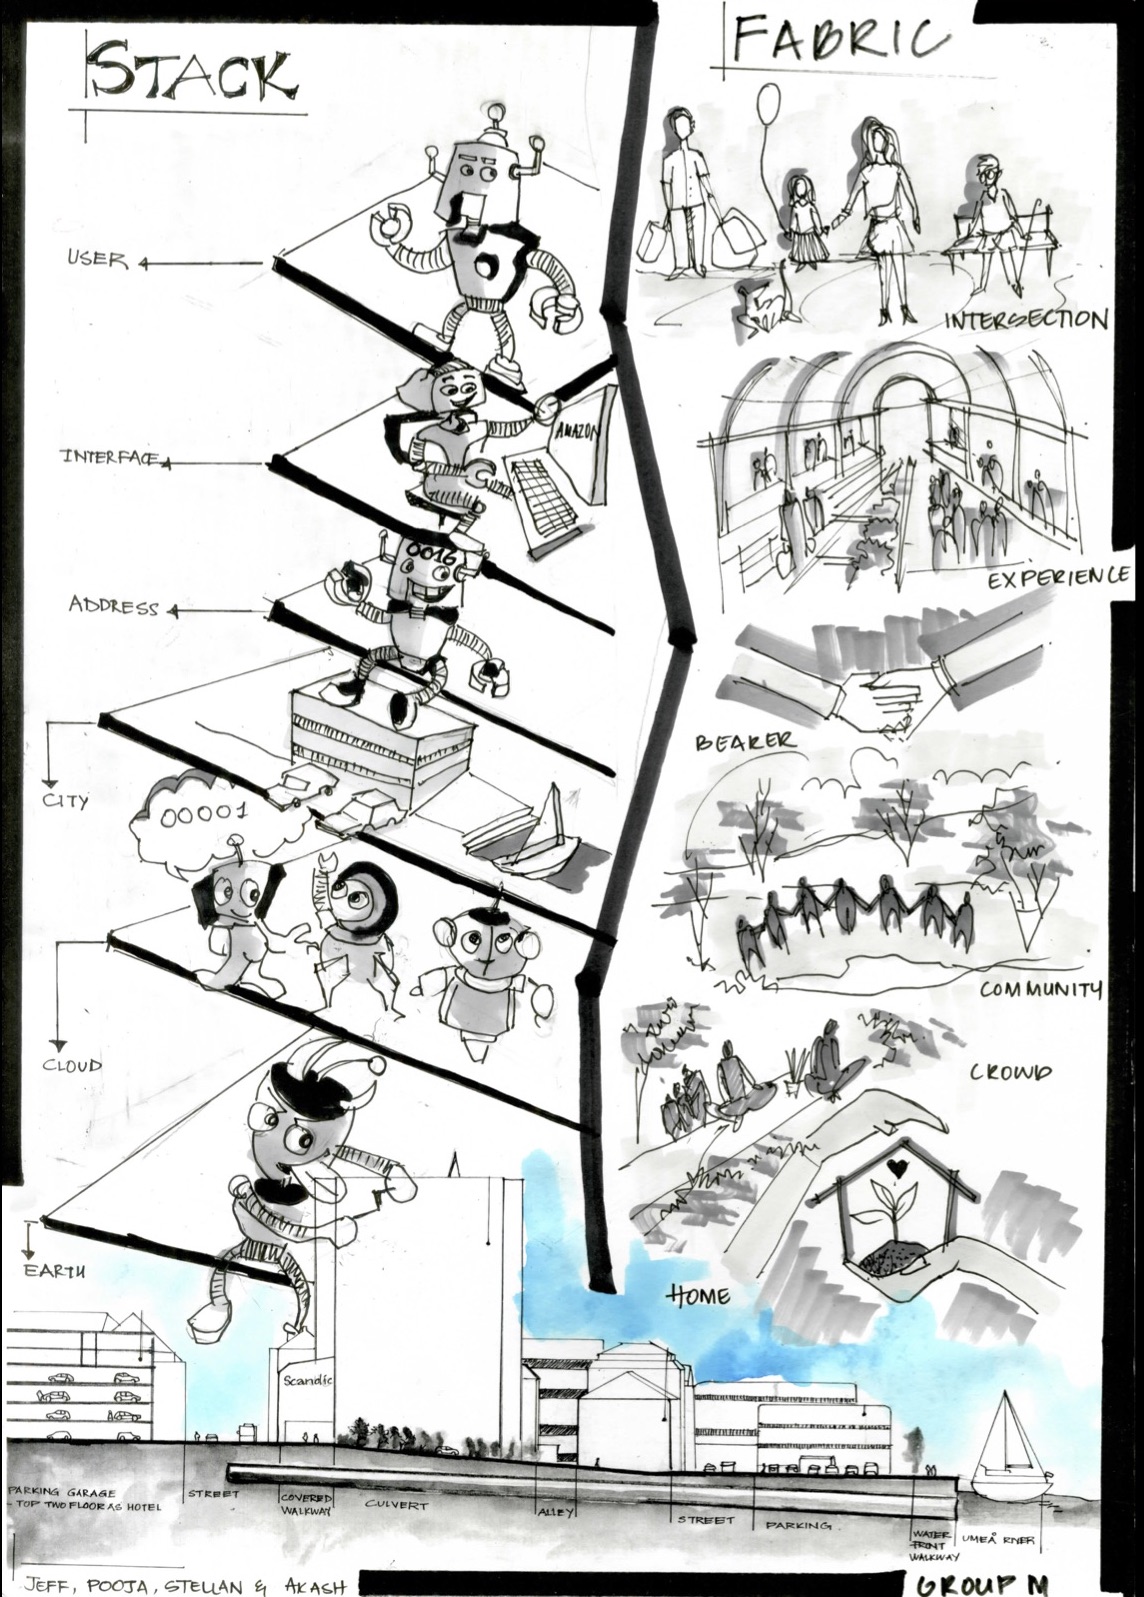 STACK
FABRIC
USER
INTERSECTION
INTERFACE
AMAZON
0016
EXPERIENCE
ADDRESS
BEARER
CITY
00001
COMMUNITY
CLOUD
CROWD
EARTH
HOME
Scandic
PARKING GARAGE
- TOP TWO FLOOR AS HOTEL
STREET
COVERED
WALKWAY
CULVERT
ALLEY
STREET
PARKING.
WATER
FRONT
WALKWAY
UMEÅ RIVER
JEFF, POOJA, STELLAN & AKASH
GROUP M